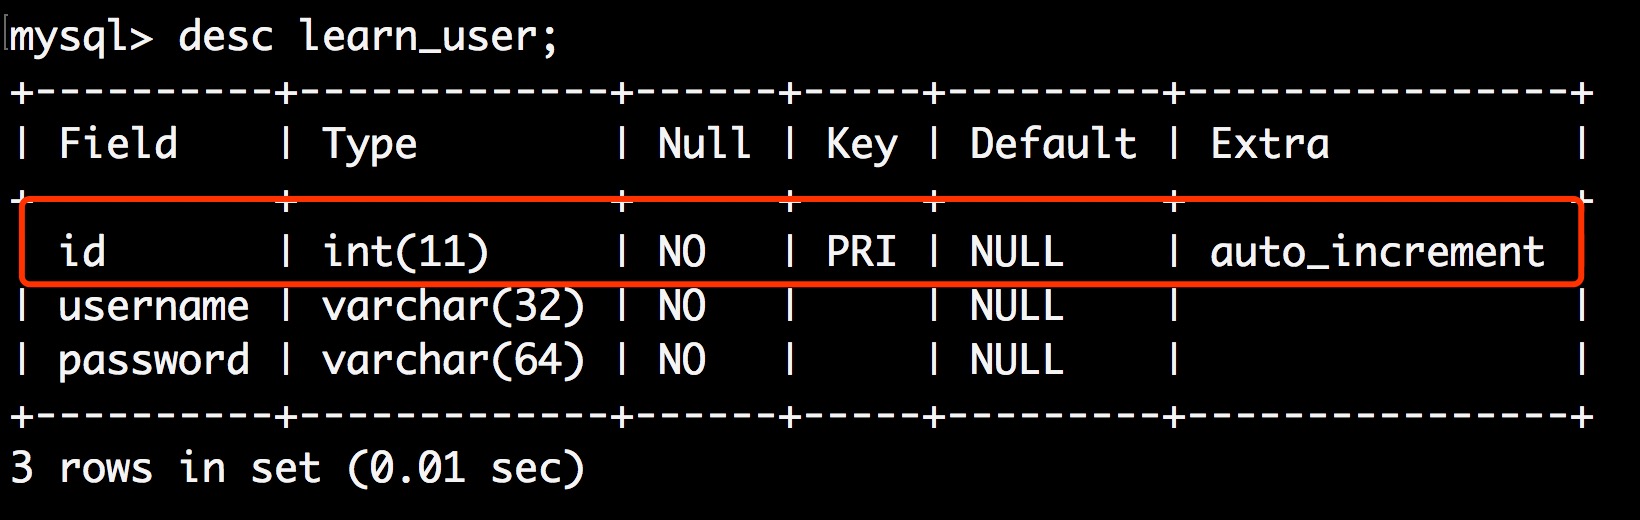 mysql> desc learn_user;
+----------+-------------+------+-----+---------+----------------+
| Field    | Type        | Null | Key | Default | Extra          |
+----------+-------------+------+-----+---------+----------------+
id       | int(11)     | NO   | PRI | NULL    | auto_increment
| username | varchar(32) | NO   |     | NULL    |                |
| password | varchar(64) | NO   |     | NULL    |                |
+----------+-------------+------+-----+---------+----------------+
3 rows in set (0.01 sec)